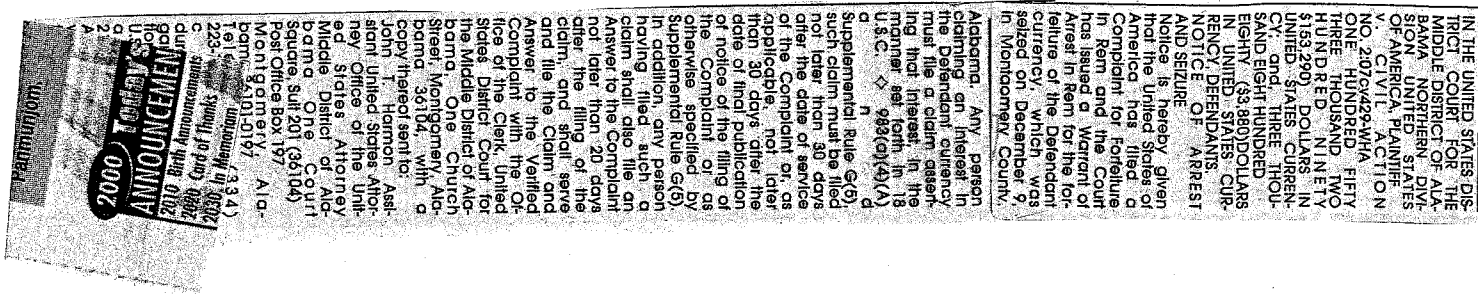 IN THE UNITED STATES DIS-
TRICT COURT FOR THE
MIDDLE DISTRICT OF ALA-
BAMA NORTHERN DIVI-
SION UNITED STATES
OF AMERICA, PLAINTIFF
v. CIVIL ACTION
NO. 2:07cv429-WHA
ONE HUNDRED FIFTY
THREE THOUSAND TWO
HUNDRED NINETY
($153,290) DOLLARS IN
UNITED STATES CURREN-
CY; and, THREE THOU-
SAND EIGHT HUNDRED
EIGHTY ($3,880)DOLLARS
IN UNITED STATES CUR-
RENCY, DEFENDANTS.
NOTICE OF ARREST
AND SEIZURE
Notice is hereby given
that the United States of
America has filed a
Complaint for Forfeiture
In Rem and the Court
has issued a Warrant of
Arrest In Rem for the for-
feiture of the Defendant
currency, which was
seized on December 9,
in Montgomery County,
Alabama. Any person
claiming an interest in
the Defendant currency
must file a claim assert-
ing that interest, in the
manner set forth in 18
U.S.C. ◇ 983(a)(4)(A)
a n d
Supplemental Rule G(5),
such claim must be filed
not later than 30 days
after the date of service
of the Complaint or, as
applicable, not later
than 30 days after the
date of final publication
of notice of the filing of
the Complaint or as
otherwise specified by
Supplemental Rule G(5).
In addition, any person
having filed such a
claim shall also file an
Answer to the Complaint
not later than 20 days
after the filing of the
claim, and shall serve
and file the Claim and
Answer to the Verified
Complaint with the Of-
fice of the Clerk, United
States District Court for
the Middle District of Ala-
bama One Church
Street, Montgomery, Ala-
bama 36104, with a
copy thereof sent to:
John T. Harmon Assi-
stant United States Attor-
ney Office of the Unit-
ed States Attorney
Middle District of Ala-
bama One Court
Square, Suit 201 (36104)
Post Office Box 197
Montgomery, Ala-
bama 36101-0197
Tel (334)
223-
2000 TODAY'S
ANNOUNCEMEN
2010 Birth Announcements
2020 Card of Thanks
2030 In Memoriam